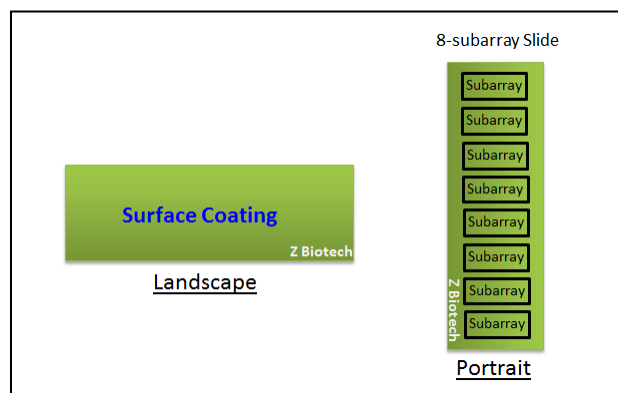 8-subarray Slide
Subarray
Subarray
Subarray
Subarray
Subarray
Subarray
Subarray
Subarray
Z Biotech
Portrait
Surface Coating
Z Biotech
Landscape